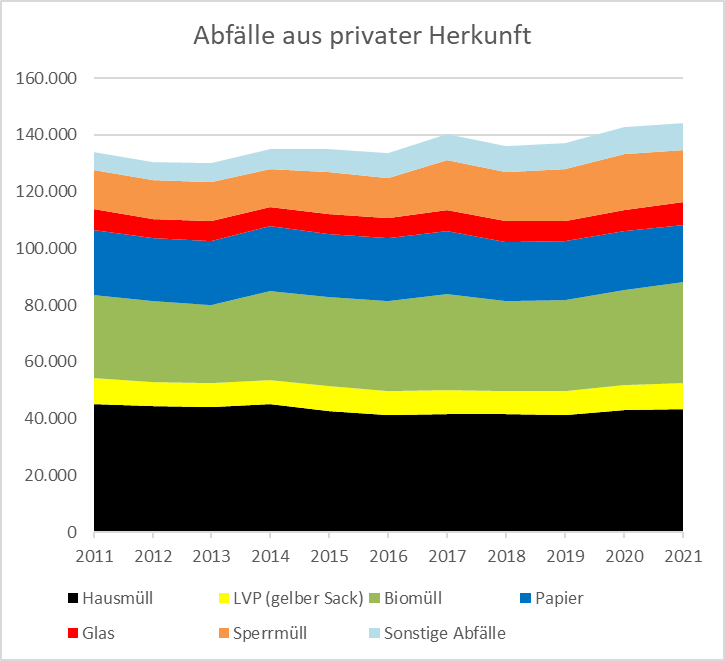 Abfälle aus privater Herkunft
160.000
140.000
120.000
100.000
80.000
60.000
40.000
20.000
0
2011 2012 2013 2014 2015 2016 2017 2018 2019 2020 2021
Hausmüll LVP (gelber Sack) Biomüll Papier
Glas Sperrmüll Sonstige Abfälle